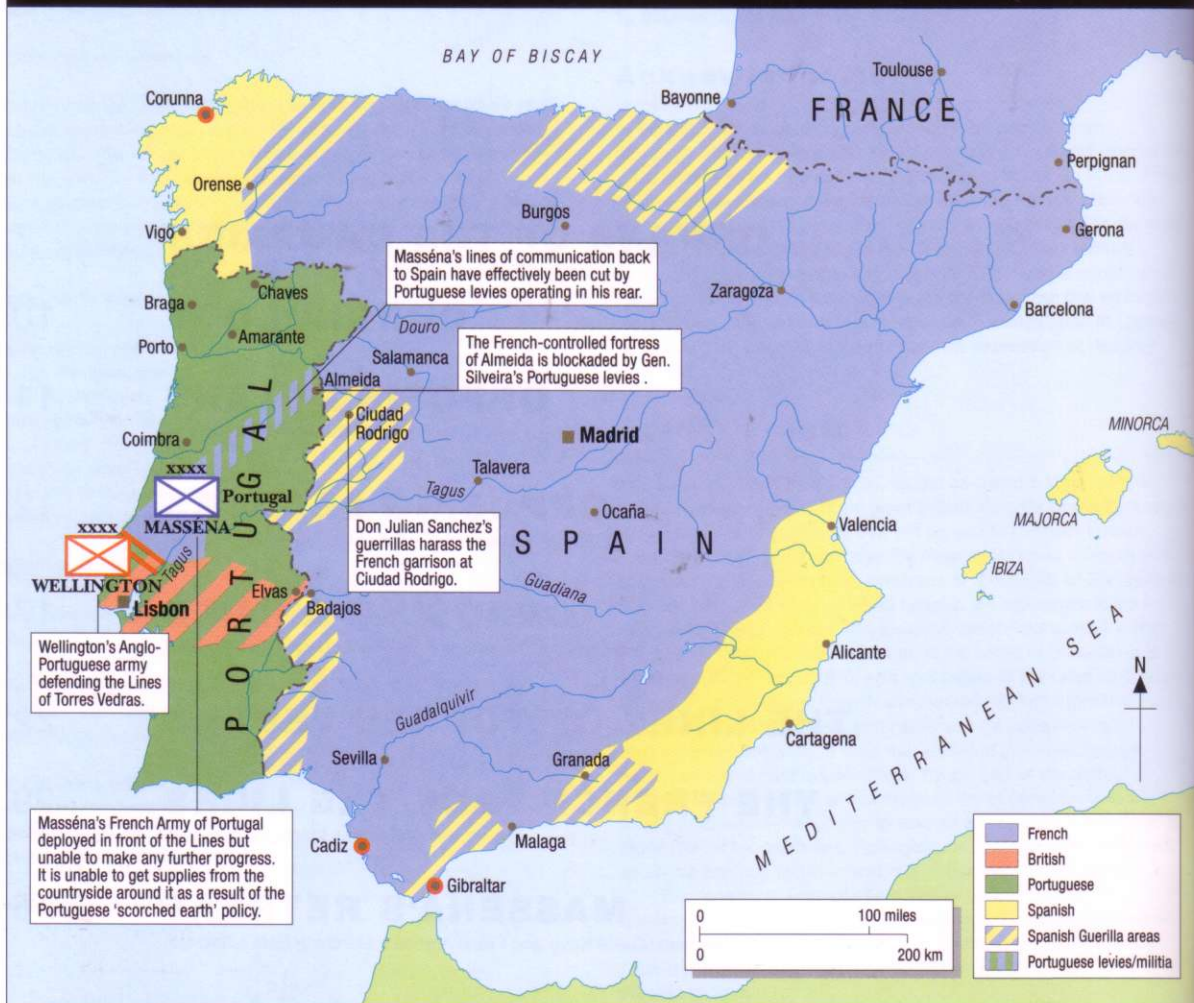 BAY OF BISCAY
Corunna
Toulouse
Bayonne
FRANCE
Perpignan
Orense
Burgos
Gerona
Vigo
Masséna's lines of communication back
to Spain have effectively been cut by
Portuguese levies operating in his rear.
Chaves
Braga
Zaragoza
Barcelona
Amarante
Douro
Porto
The French-controlled fortress
of Almeida is blockaded by Gen.
Silveira's Portuguese levies .
Salamanca
Almeida
Ciudad
Rodrigo
Madrid
MINORCA
Coimbra
xxxx
Portugal
MASSÉNA
Talavera
Tagus
Ocaña
MAJORCA
Valencia
SPAIN
Don Julian Sanchez's
guerrillas harass the
French garrison at
Ciudad Rodrigo.
IBIZA
xxxx
WELLINGTON
Tagus
PORTUGAL
Lisbon
Elvas
Badajos
Guadiana
Wellington's Anglo-
Portuguese army
defending the Lines
of Torres Vedras.
Alicante
MEDITERRANEAN SEA
N
Guadalquivir
Cartagena
Sevilla
Granada
Masséna's French Army of Portugal
deployed in front of the Lines but
unable to make any further progress.
It is unable to get supplies from the
countryside around it as a result of the
Portuguese 'scorched earth' policy.
Cadiz
Malaga
Gibraltar
0
100 miles
0
200 km
French
British
Portuguese
Spanish
Spanish Guerilla areas
Portuguese levies/militia